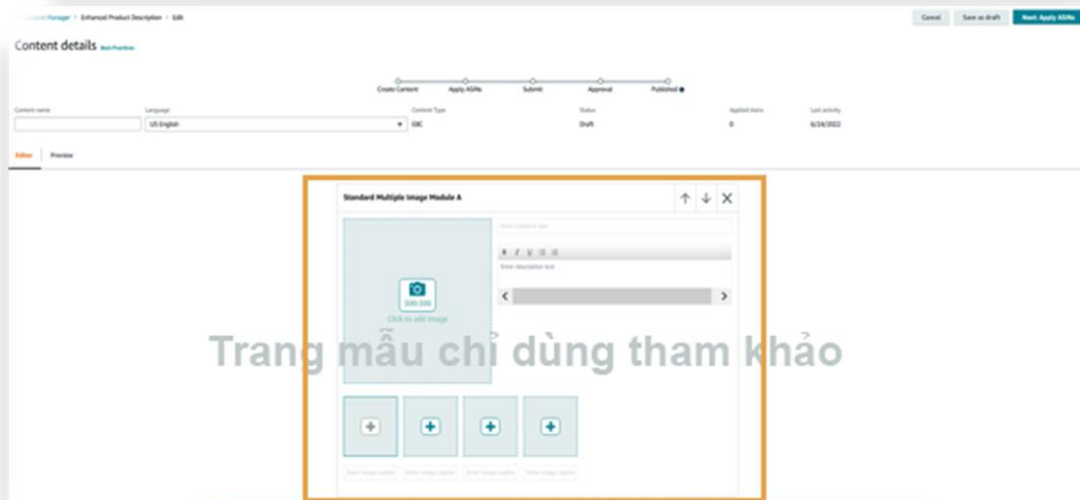 Manager > Enhanced Product Description > Edit
Cancel Save as draft Next: Apply ASINs
Content details Best Practices
Create Content Apply ASINs Submit Approval Published
Content name Language Content Type Status Applied items Last activity
US English EBC Draft 0 6/24/2022
Editor Preview
Standard Multiple Image Module A
Enter headline text
B I U
Enter description text
300:300
Click to add image
Trang mẫu chỉ dùng tham khảo
Enter image caption Enter image caption Enter image caption Enter image caption